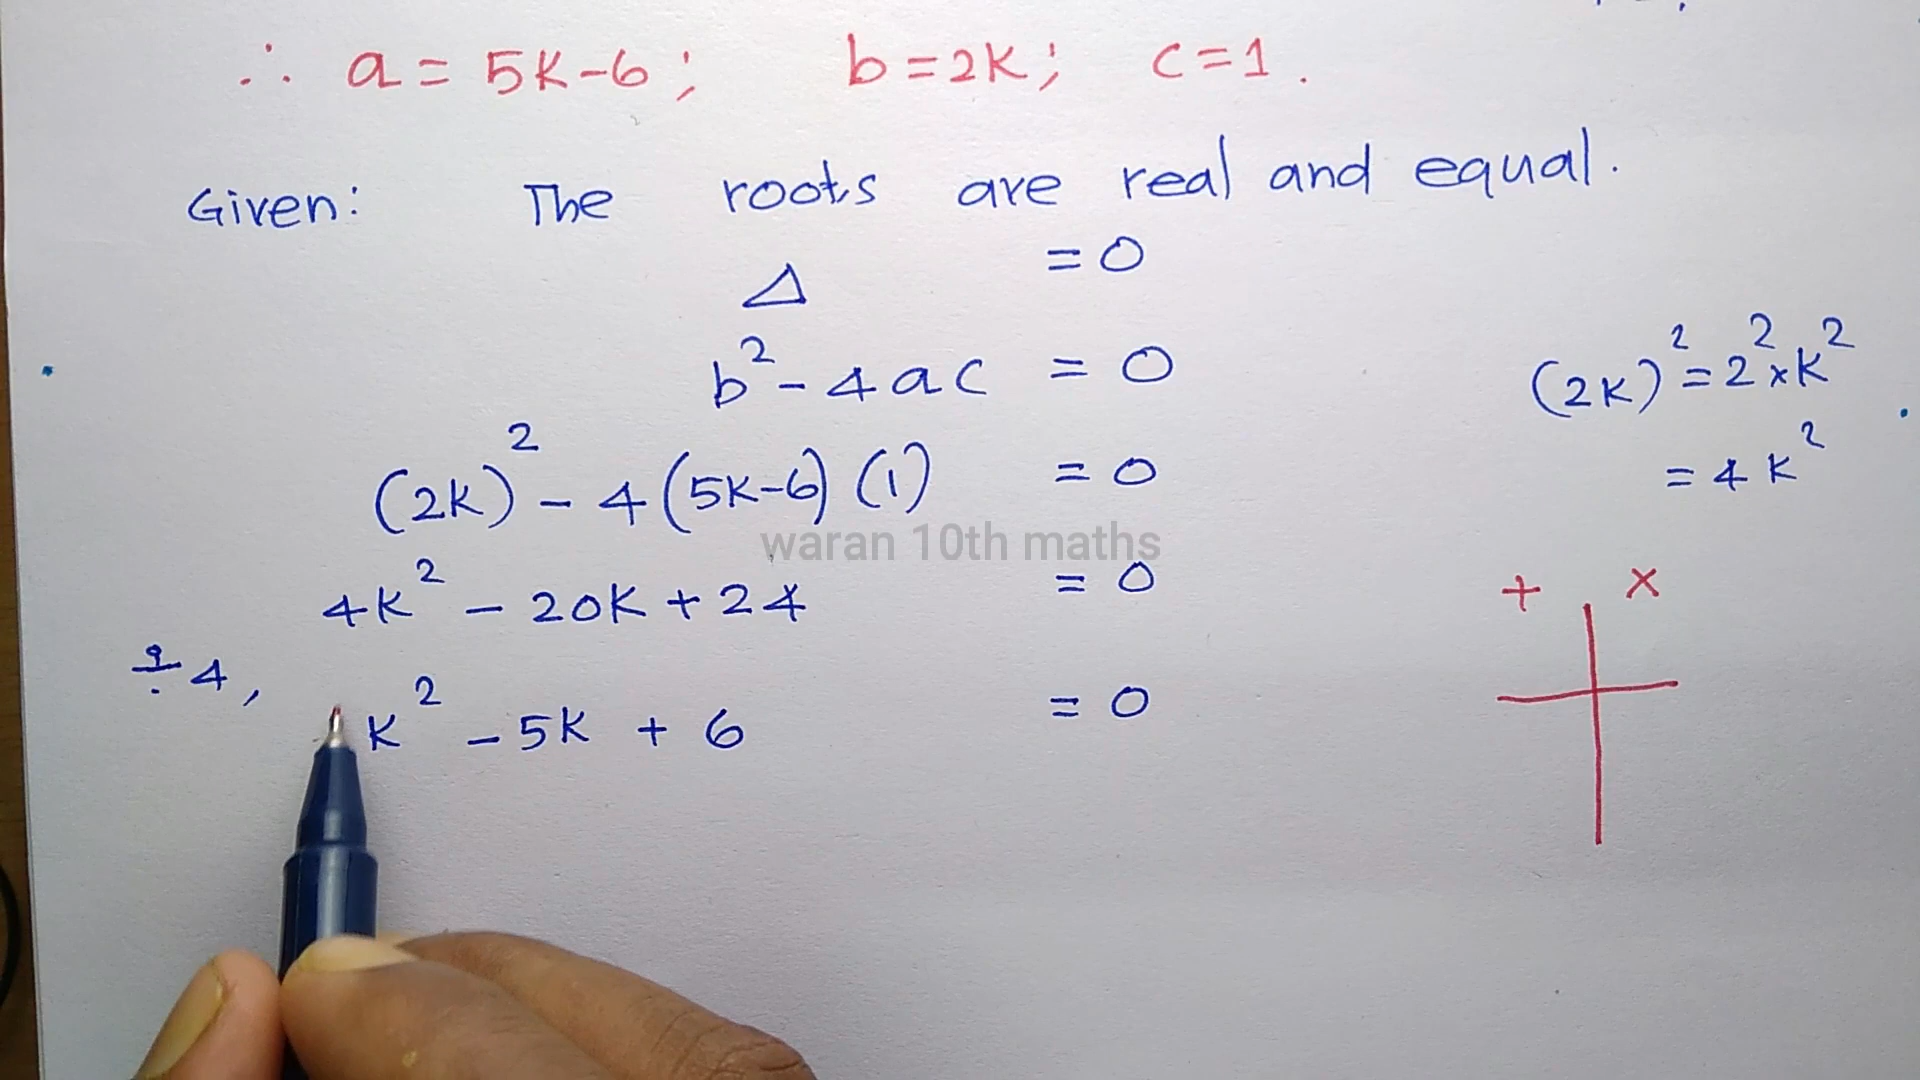 ∴ a = 5K-6; b = 2K; c = 1.
Given: The roots are real and equal.
Δ = 0
b² - 4ac = 0
(2K)² = 2² × K²
= 4K²
(2K)² - 4(5K-6)(1) = 0
waran 10th maths
4K² - 20K + 24 = 0
+ ×
÷4, K² - 5K + 6 = 0